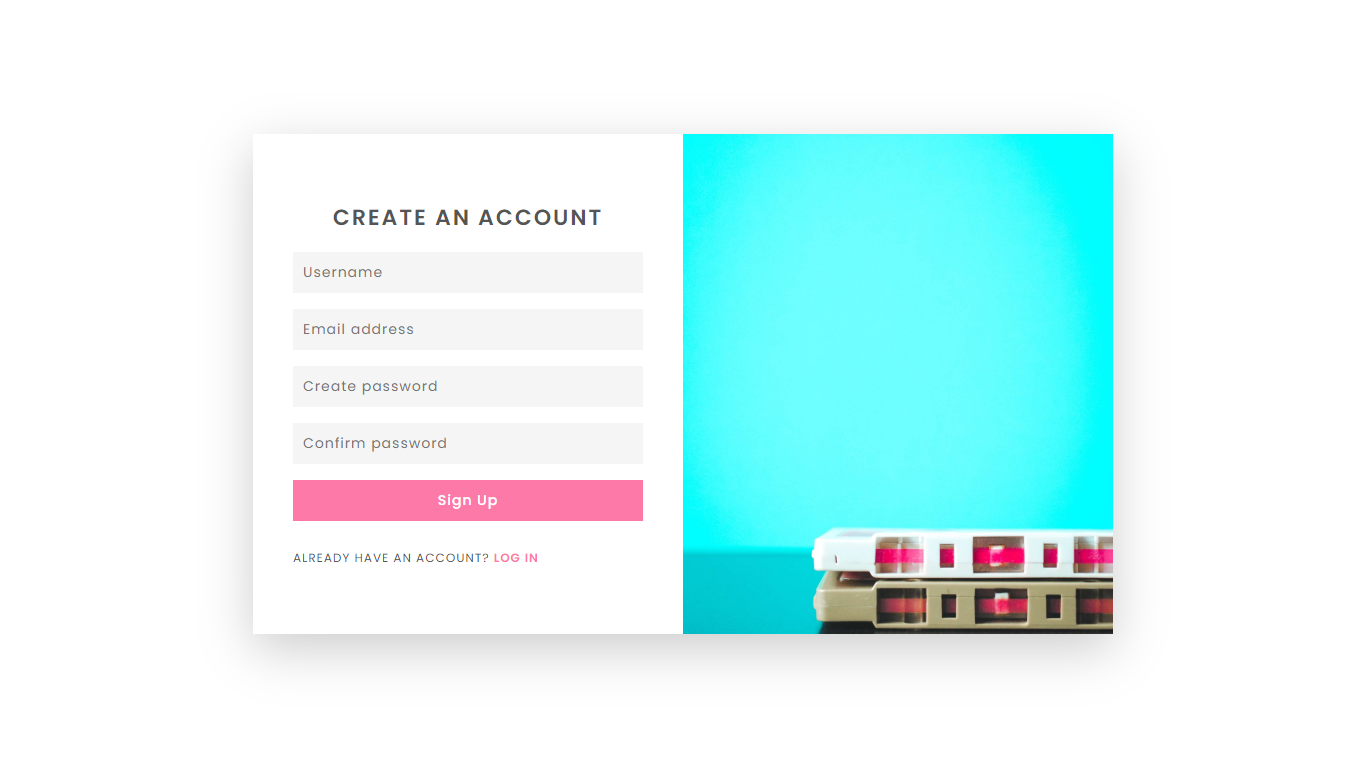 CREATE AN ACCOUNT
Username
Email address
Create password
Confirm password
Sign Up
ALREADY HAVE AN ACCOUNT? LOG IN